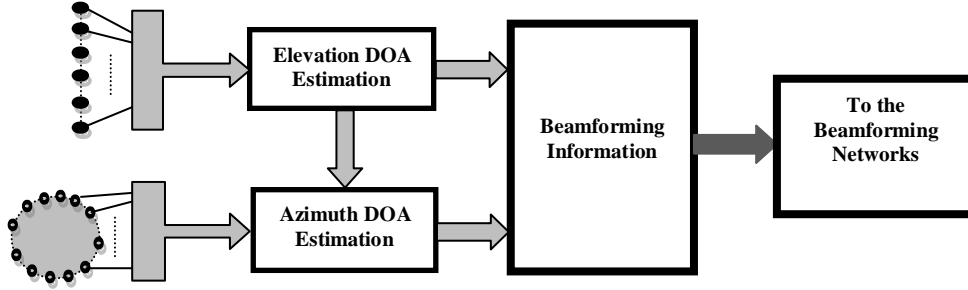 Elevation DOA
Estimation
Azimuth DOA
Estimation
Beamforming
Information
To the
Beamforming
Networks